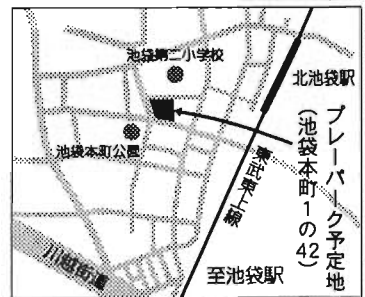 池袋第二小学校
北池袋駅
プレーパーク予定地
（池袋本町1の42）
池袋本町公園
東武東上線
川越街道
至池袋駅